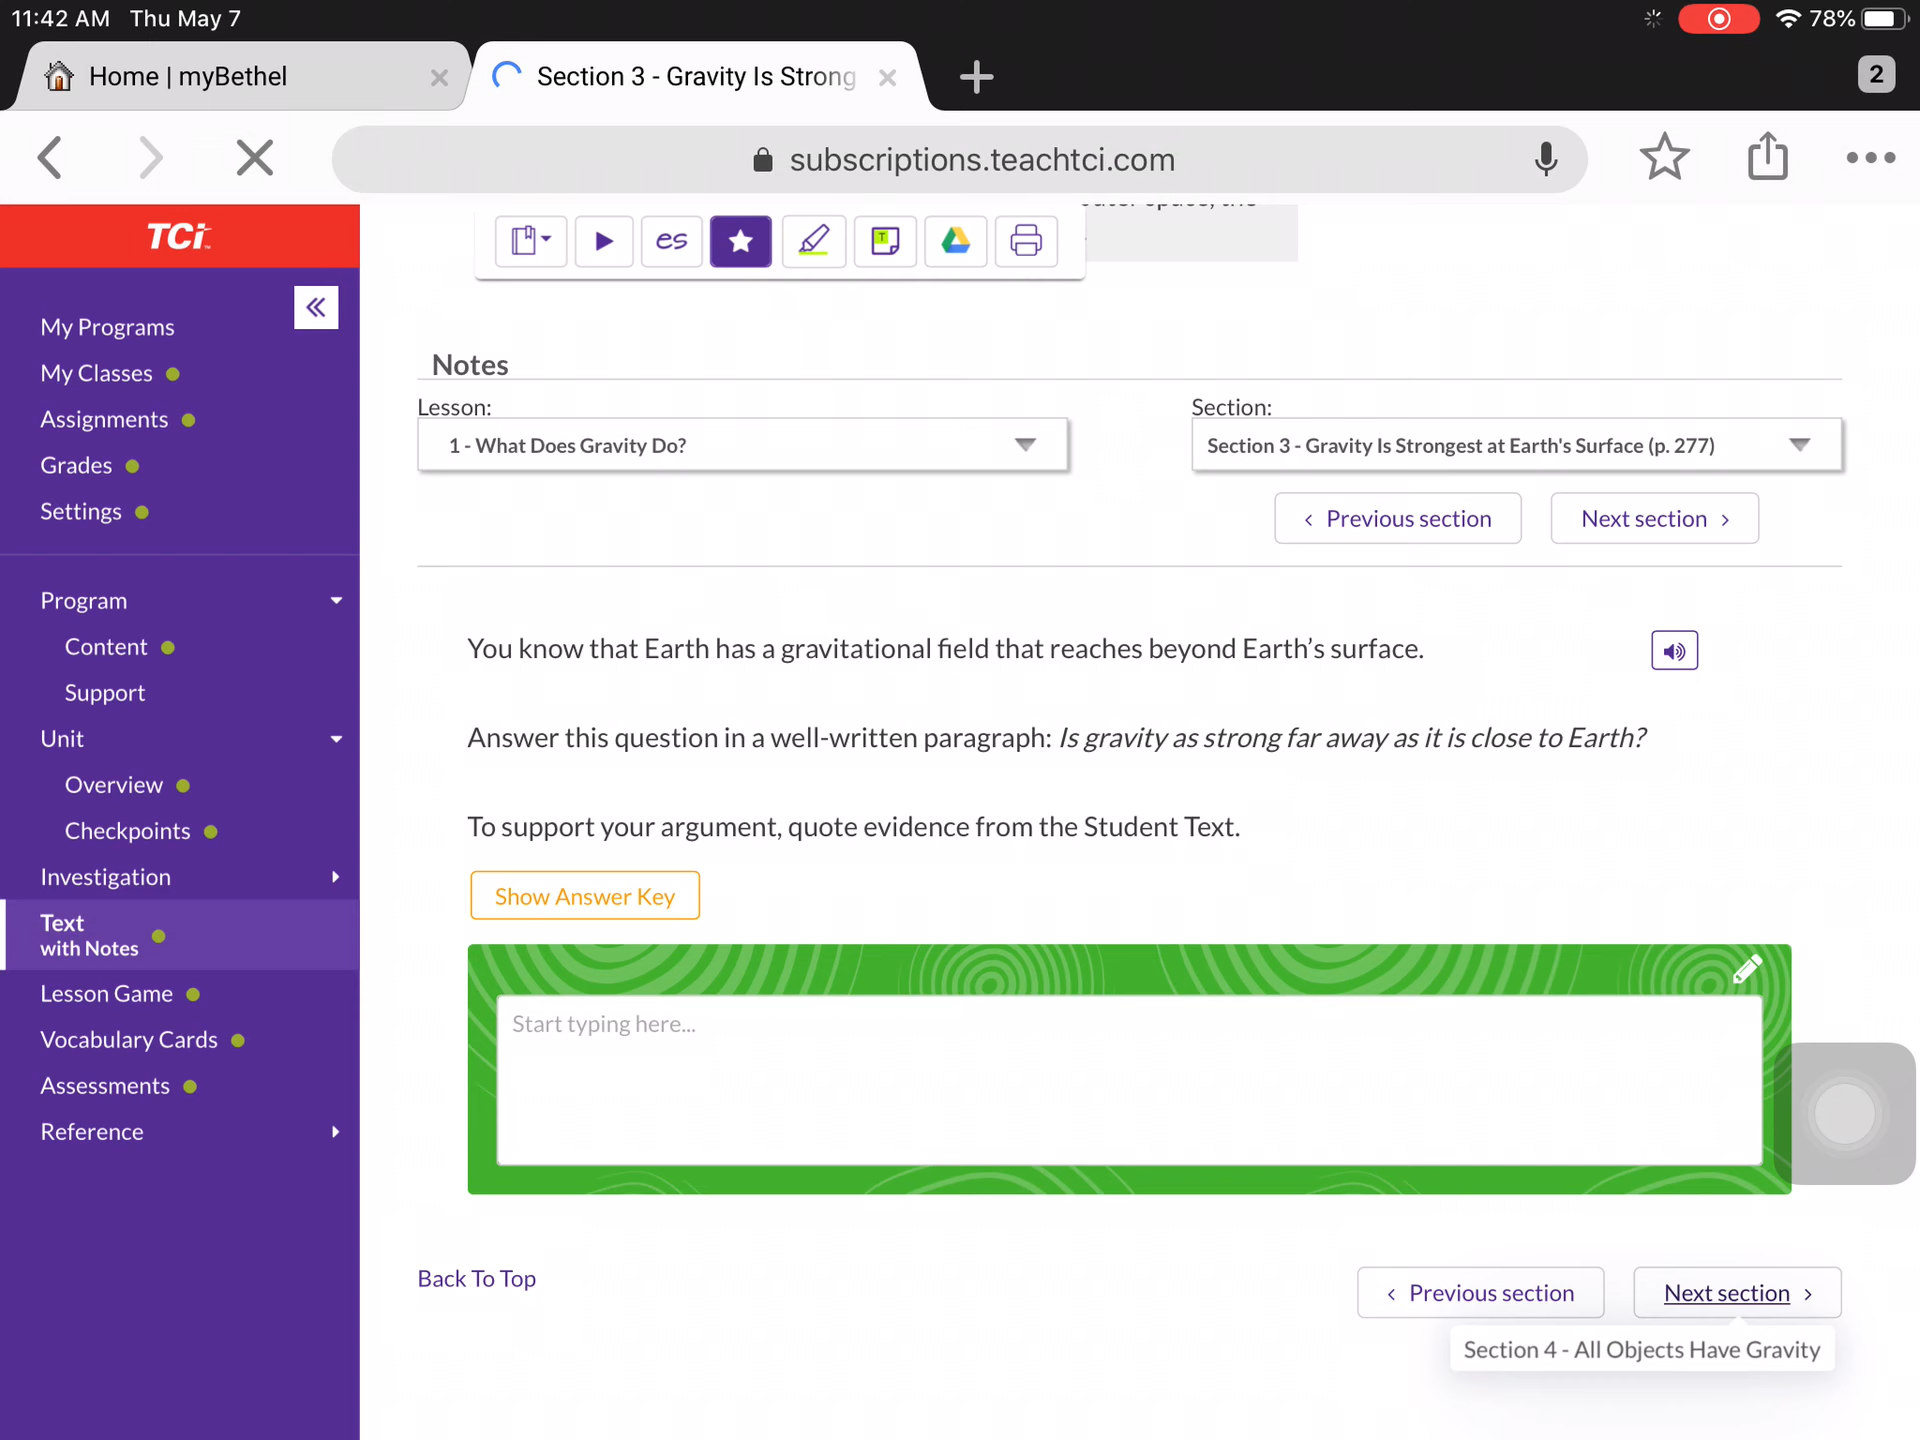 11:42 AM Thu May 7
78%
Home | myBethel
Section 3 - Gravity Is Strong
2
subscriptions.teachtci.com
TCi
es
T
My Programs
My Classes
Assignments
Grades
Settings
Program
Content
Support
Unit
Overview
Checkpoints
Investigation
Text
with Notes
Lesson Game
Vocabulary Cards
Assessments
Reference
outer space, the
Notes
Lesson:
1 - What Does Gravity Do?
Section:
Section 3 - Gravity Is Strongest at Earth's Surface (p. 277)
‹ Previous section
Next section ›
You know that Earth has a gravitational field that reaches beyond Earth’s surface.
Answer this question in a well-written paragraph: Is gravity as strong far away as it is close to Earth?
To support your argument, quote evidence from the Student Text.
Show Answer Key
Start typing here...
Back To Top
‹ Previous section
Next section ›
Section 4 - All Objects Have Gravity